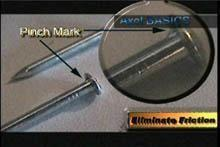 Axel BASICS
Pinch Mark
Eliminate Friction